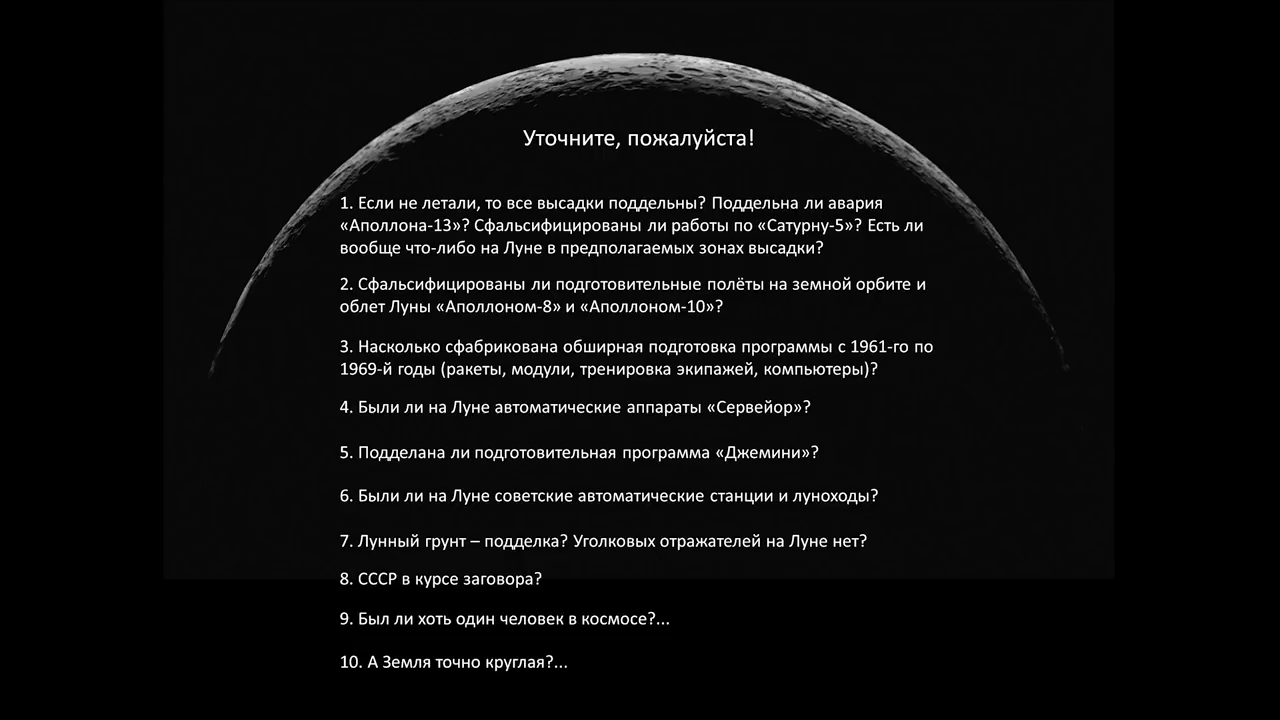 Уточните, пожалуйста!
1. Если не летали, то все высадки поддельны? Поддельна ли авария
«Аполлона-13»? Сфальсифицированы ли работы по «Сатурну-5»? Есть ли
вообще что-либо на Луне в предполагаемых зонах высадки?
2. Сфальсифицированы ли подготовительные полёты на земной орбите и
облет Луны «Аполлоном-8» и «Аполлоном-10»?
3. Насколько сфабрикована обширная подготовка программы с 1961-го по
1969-й годы (ракеты, модули, тренировка экипажей, компьютеры)?
4. Были ли на Луне автоматические аппараты «Сервейор»?
5. Подделана ли подготовительная программа «Джемини»?
6. Были ли на Луне советские автоматические станции и луноходы?
7. Лунный грунт – подделка? Уголковых отражателей на Луне нет?
8. СССР в курсе заговора?
9. Был ли хоть один человек в космосе?...
10. А Земля точно круглая?...